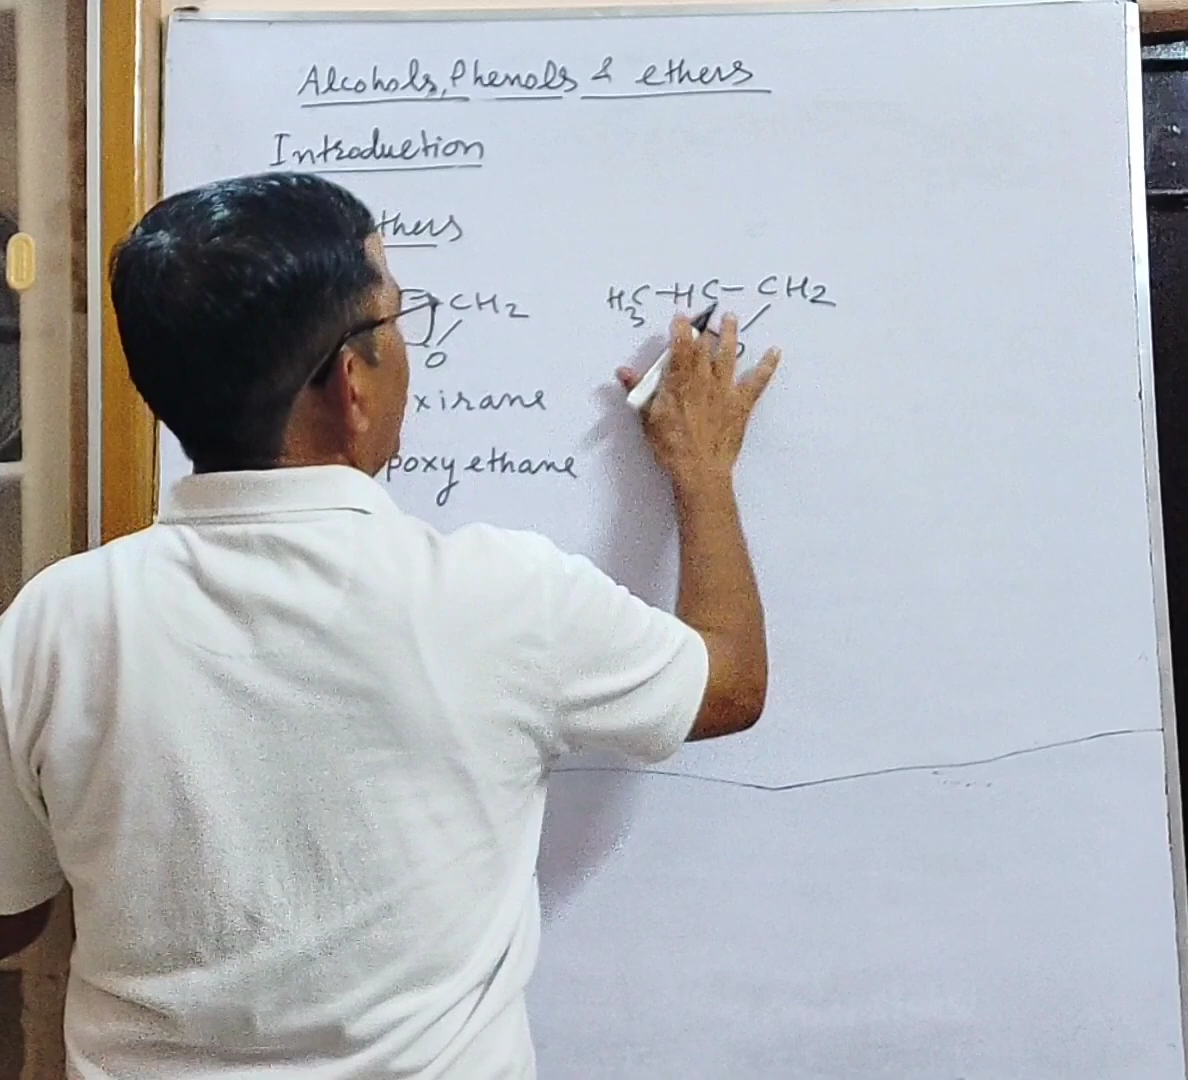 Alcohols, Phenols & ethers
Introduction
thers
CH2 H3C-HC-CH2
O
xirane
poxy ethane